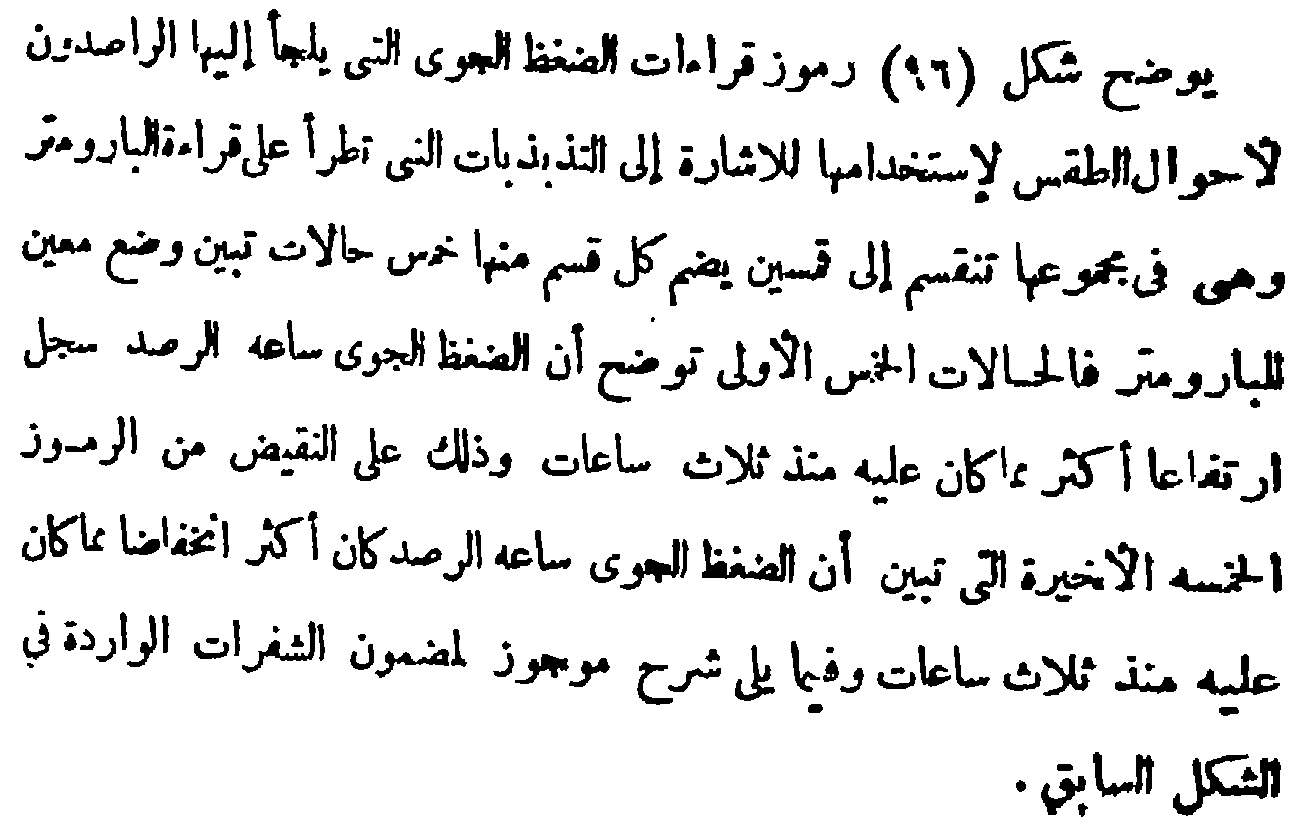 يوضح شكل (٩٦) رموز قراءات الضغط الجوى التى يلجأ إليها الراصدون
لأحوال الطقس لإستخدامها للاشارة إلى التذبذبات التى تطرأ على قراءة البارومتر
وهى فى مجموعها تنقسم إلى قمسين يضم كل قسم منها خمس حالات تبين وضع معين
للبارومتر فالحالات الخمس الأولى توضح أن الضغط الجوى ساعه الرصد سجل
ارتفاعا أكثر مما كان عليه منذ ثلاث ساعات وذلك على النقيض من الرموز
الخمسه الأخيرة التى تبين أن الضغط الجوى ساعه الرصد كان أكثر انخفاضا مما كان
عليه منذ ثلاث ساعات وفيما يلى شرح موجوز لمضمون الشفرات الواردة في
الشكل السابق .